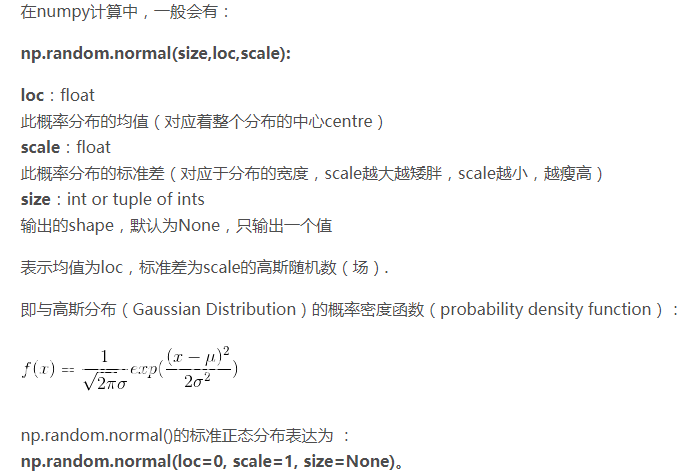 在numpy计算中，一般会有：
np.random.normal(size,loc,scale):
loc：float
此概率分布的均值（对应着整个分布的中心centre）
scale：float
此概率分布的标准差（对应于分布的宽度，scale越大越矮胖，scale越小，越瘦高）
size：int or tuple of ints
输出的shape，默认为None，只输出一个值
表示均值为loc，标准差为scale的高斯随机数（场）.
即与高斯分布（Gaussian Distribution）的概率密度函数（probability density function）：
f(x) = \frac{1}{\sqrt{2\pi}\sigma} exp(\frac{(x-\mu)^2}{2\sigma^2})
np.random.normal()的标准正态分布表达为 ：
np.random.normal(loc=0, scale=1, size=None)。